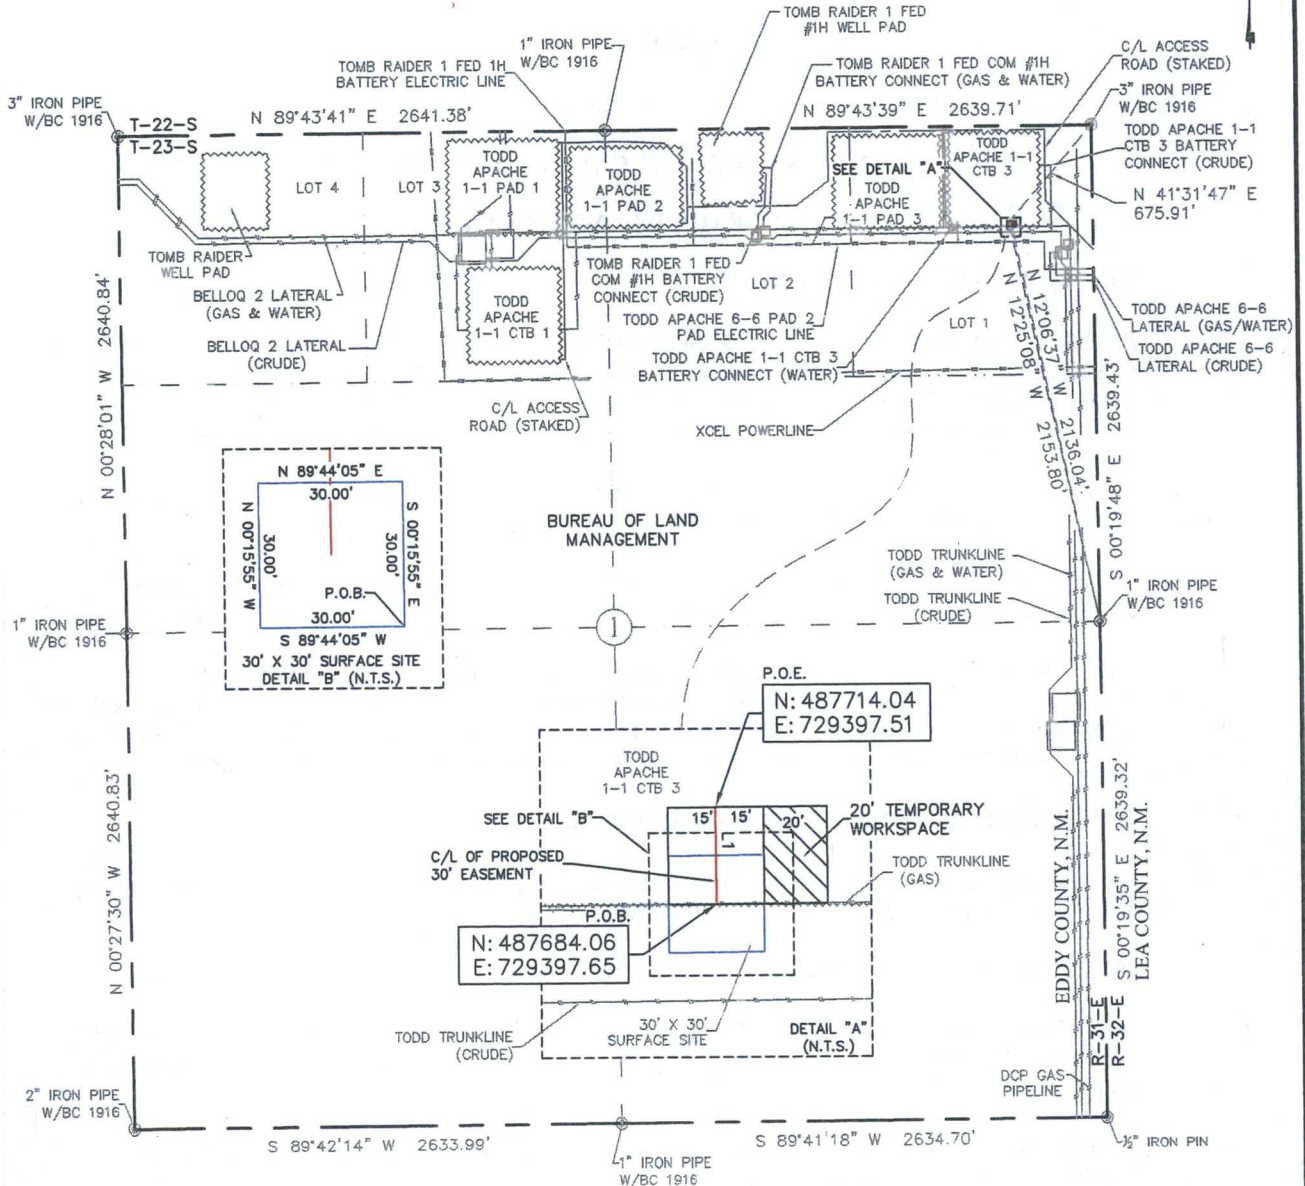 TOMB RAIDER 1 FED
#1H WELL PAD
1" IRON PIPE
W/BC 1916
TOMB RAIDER 1 FED 1H
BATTERY ELECTRIC LINE
TOMB RAIDER 1 FED COM #1H
BATTERY CONNECT (GAS & WATER)
C/L ACCESS
ROAD (STAKED)
3" IRON PIPE
W/BC 1916
N 89°43'41" E 2641.38'
N 89°43'39" E 2639.71'
3" IRON PIPE
W/BC 1916
T-22-S
T-23-S
TODD APACHE 1-1
CTB 3 BATTERY
CONNECT (CRUDE)
N 41°31'47" E
675.91'
LOT 4
LOT 3
TODD
APACHE
1-1 PAD 1
TODD
APACHE
1-1 PAD 2
SEE DETAIL "A"
TODD
APACHE
1-1 PAD 3
TODD
APACHE 1-1
CTB 3
TOMB RAIDER
WELL PAD
BELLOQ 2 LATERAL
(GAS & WATER)
BELLOQ 2 LATERAL
(CRUDE)
TODD
APACHE
1-1 CTB 1
TOMB RAIDER 1 FED
COM #1H BATTERY
CONNECT (CRUDE)
LOT 2
TODD APACHE 6-6 PAD 2
PAD ELECTRIC LINE
TODD APACHE 1-1 CTB 3
BATTERY CONNECT (WATER)
LOT 1
TODD APACHE 6-6
LATERAL (GAS/WATER)
TODD APACHE 6-6
LATERAL (CRUDE)
C/L ACCESS
ROAD (STAKED)
XCEL POWERLINE
N 12°06'37" W 2136.04'
N 12°25'08" W 2153.80'
N 00°28'01" W 2640.84'
S 00°19'48" E 2639.43'
N 89°44'05" E
30.00'
N 00°15'55" W
30.00'
S 00°15'55" E
30.00'
P.O.B.
30.00'
S 89°44'05" W
30' X 30' SURFACE SITE
DETAIL "B" (N.T.S.)
BUREAU OF LAND
MANAGEMENT
TODD TRUNKLINE
(GAS & WATER)
TODD TRUNKLINE
(CRUDE)
1" IRON PIPE
W/BC 1916
1" IRON PIPE
W/BC 1916
1
P.O.E.
N: 487714.04
E: 729397.51
TODD
APACHE
1-1 CTB 3
SEE DETAIL "B"
15' 15' 20'
1
20' TEMPORARY
WORKSPACE
C/L OF PROPOSED
30' EASEMENT
TODD TRUNKLINE
(GAS)
P.O.B.
N: 487684.06
E: 729397.65
TODD TRUNKLINE
(CRUDE)
30' X 30'
SURFACE SITE
DETAIL "A"
(N.T.S.)
N 00°27'30" W 2640.83'
EDDY COUNTY, N.M.
S 00°19'35" E 2639.32'
LEA COUNTY, N.M.
R-31-E
R-32-E
DCP GAS
PIPELINE
2" IRON PIPE
W/BC 1916
S 89°42'14" W 2633.99'
S 89°41'18" W 2634.70'
1" IRON PIPE
W/BC 1916
½" IRON PIN